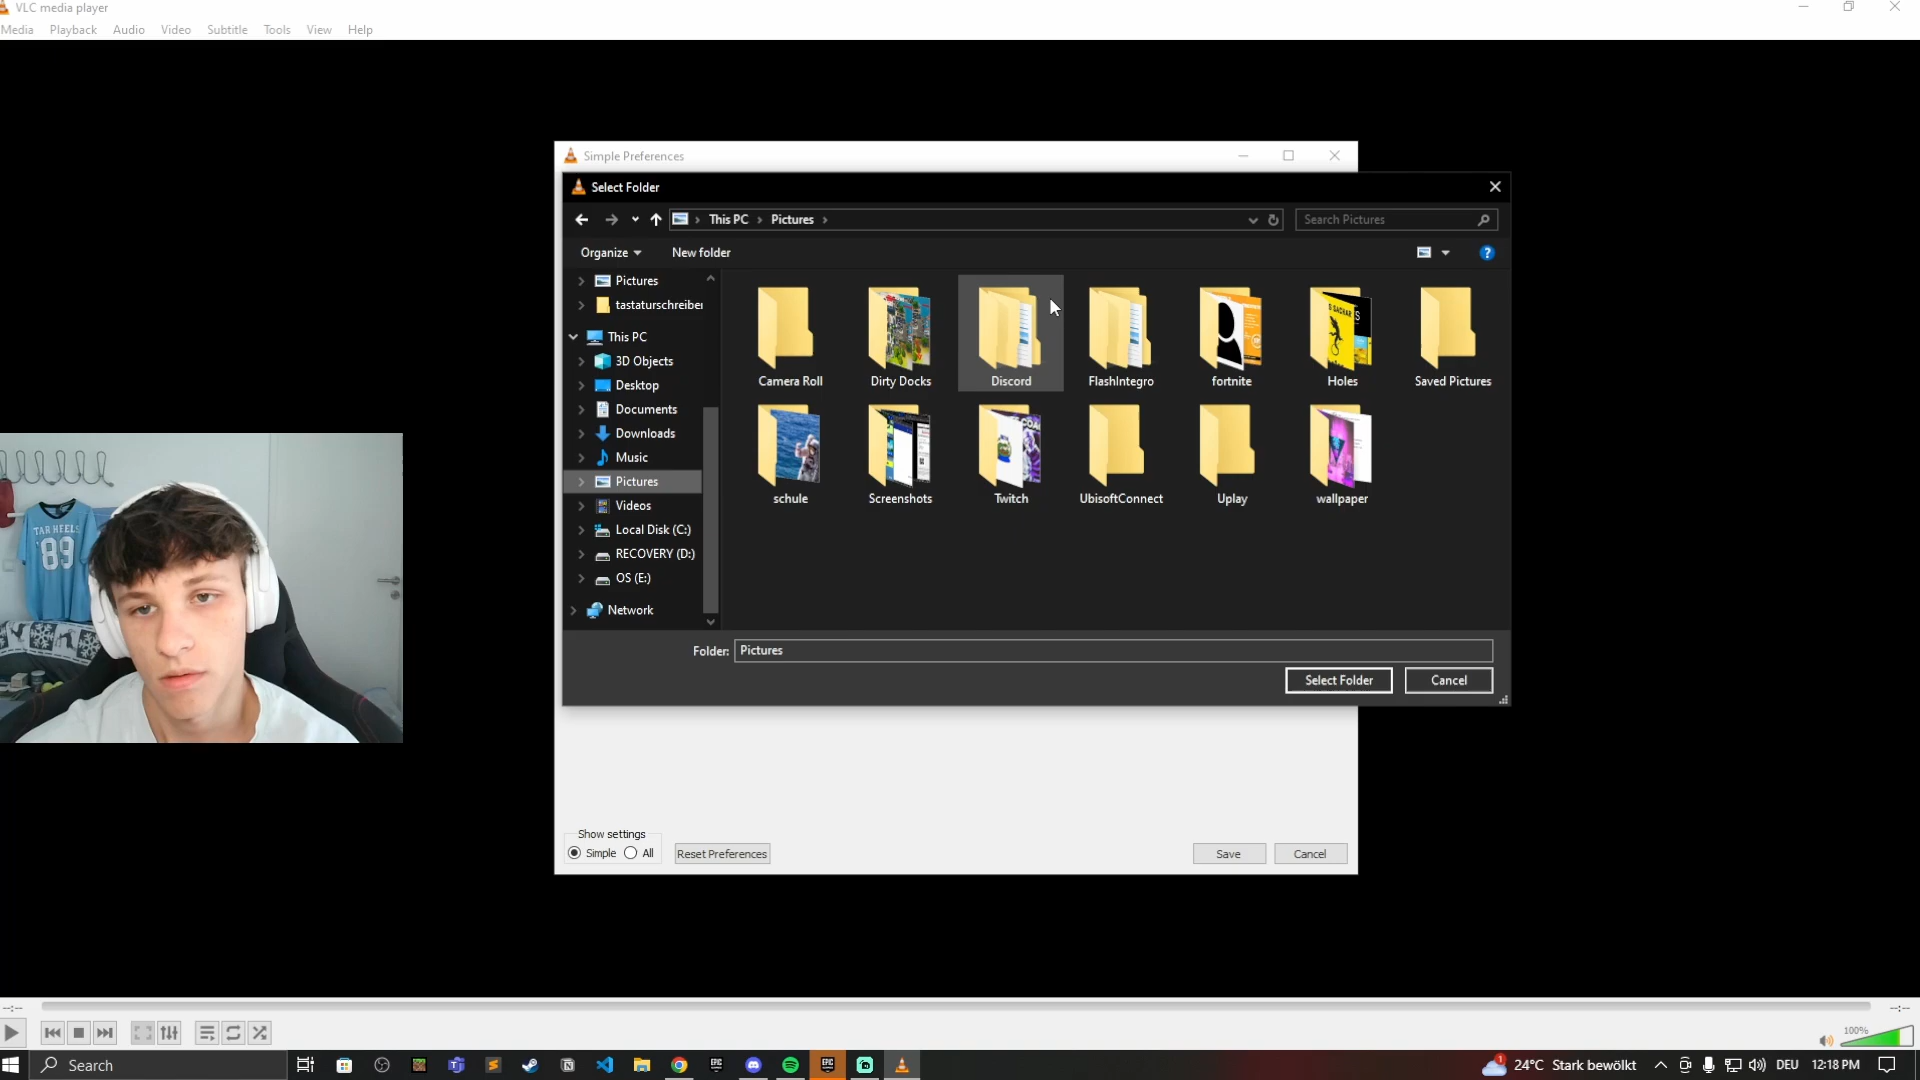 VLC media player
Media Playback Audio Video Subtitle Tools View Help
Simple Preferences
Select Folder
This PC Pictures
Search Pictures
Organize New folder
Pictures
tastaturschreiber
This PC
3D Objects
Desktop
Documents
Downloads
Music
Pictures
Videos
Local Disk (C:)
RECOVERY (D:)
OS (E:)
Network
Camera Roll Dirty Docks Discord FlashIntegro fortnite Holes Saved Pictures
schule Screenshots Twitch UbisoftConnect Uplay wallpaper
Folder: Pictures
Select Folder Cancel
TAR HEELS
89
Show settings
Simple All Reset Preferences
Save Cancel
--:-- --:--
100%
Search
24°C Stark bewölkt DEU 12:18 PM